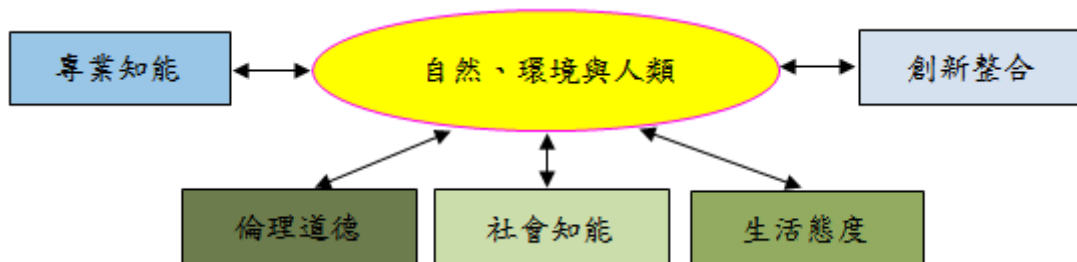 專業知能
自然、環境與人類
創新整合
倫理道德
社會知能
生活態度